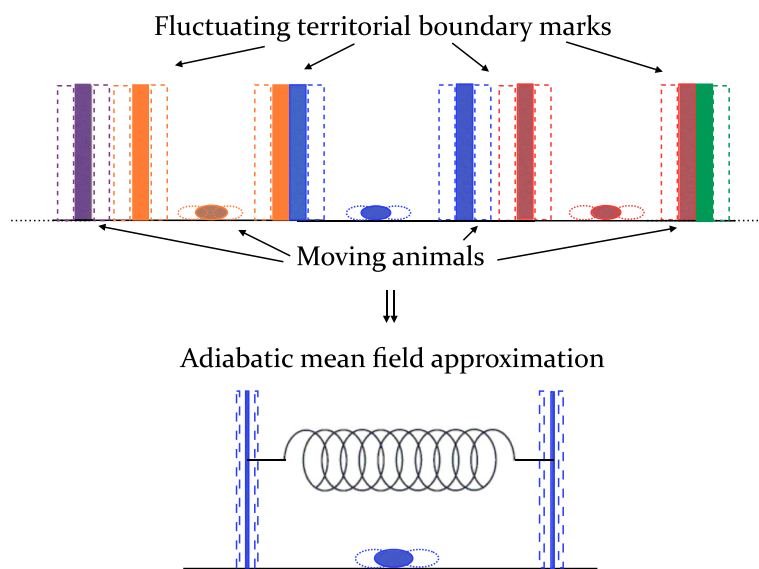 Fluctuating territorial boundary marks
Moving animals
Adiabatic mean field approximation